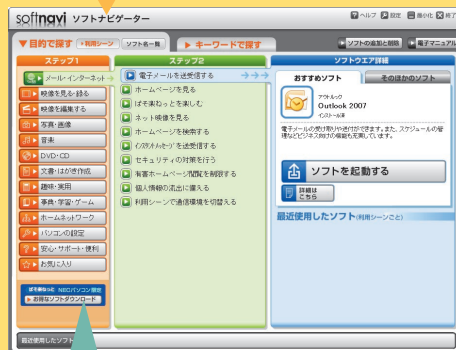 softnavi ソフトナビゲーター
ヘルプ 設定 最小化 終了
▼目的で探す ▶利用シーン ソフト名一覧 ▶ キーワードで探す ▶ソフトの追加と削除 ▶電子マニュアル
ステップ1
メール・インターネット
映像を見る・録る
映像を編集する
写真・画像
音楽
DVD・CD
文書・はがき作成
趣味・実用
事典・学習・ゲーム
ホームネットワーク
パソコンの設定
安心・サポート・便利
お気に入り
ぱそ楽ねっと NECパソコン限定
▶お得なソフトダウンロード
ステップ2
電子メールを送受信する
ホームページを見る
ぱそ楽ねっとを楽しむ
ネット映像を見る
ホームページを検索する
インスタントメッセージを送受信する
セキュリティの対策を行う
有害ホームページ閲覧を制限する
個人情報の流出に備える
利用シーンで通信環境を切替える
ソフトウエア詳細
おすすめソフト そのほかのソフト
アウトルック
Outlook 2007
インストール済
電子メールの受け取りや送付ができます。また、スケジュールの管
理などビジネス向けの機能も充実しています。
ソフトを起動する
詳細は
こちら
最近使用したソフト(利用シーンごと)
最近使用したソフト